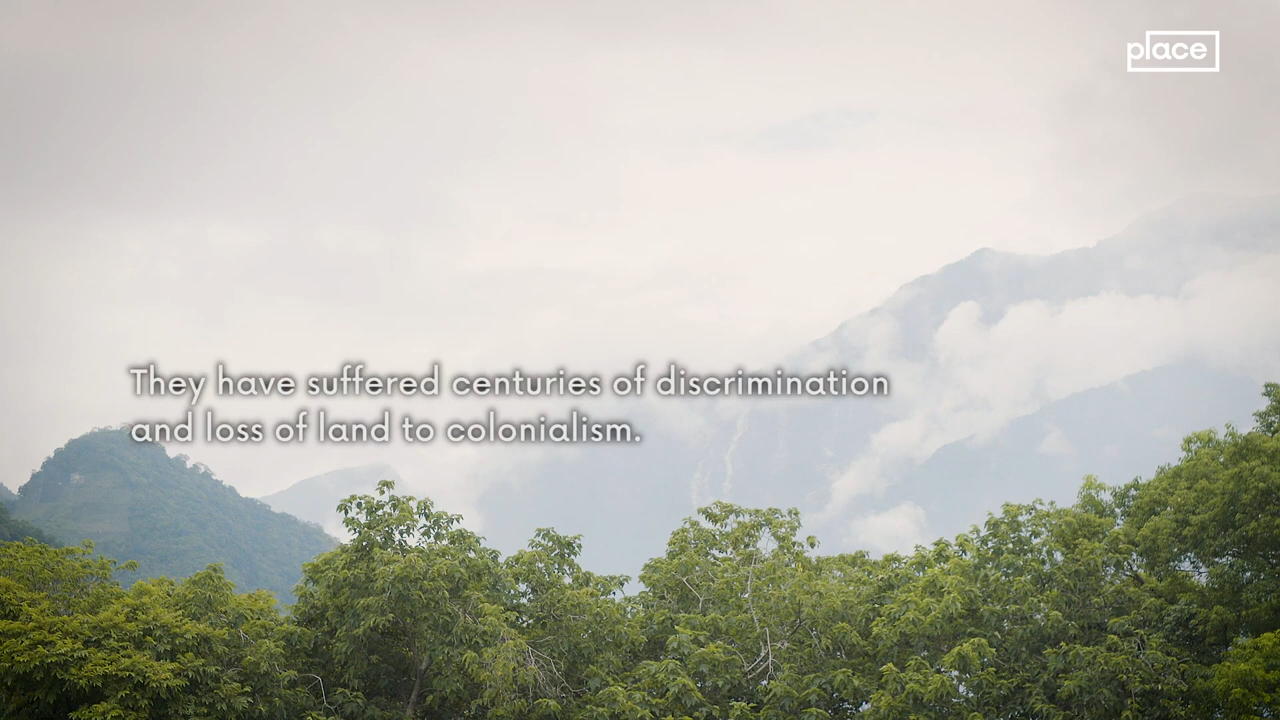 place
They have suffered centuries of discrimination
and loss of land to colonialism.